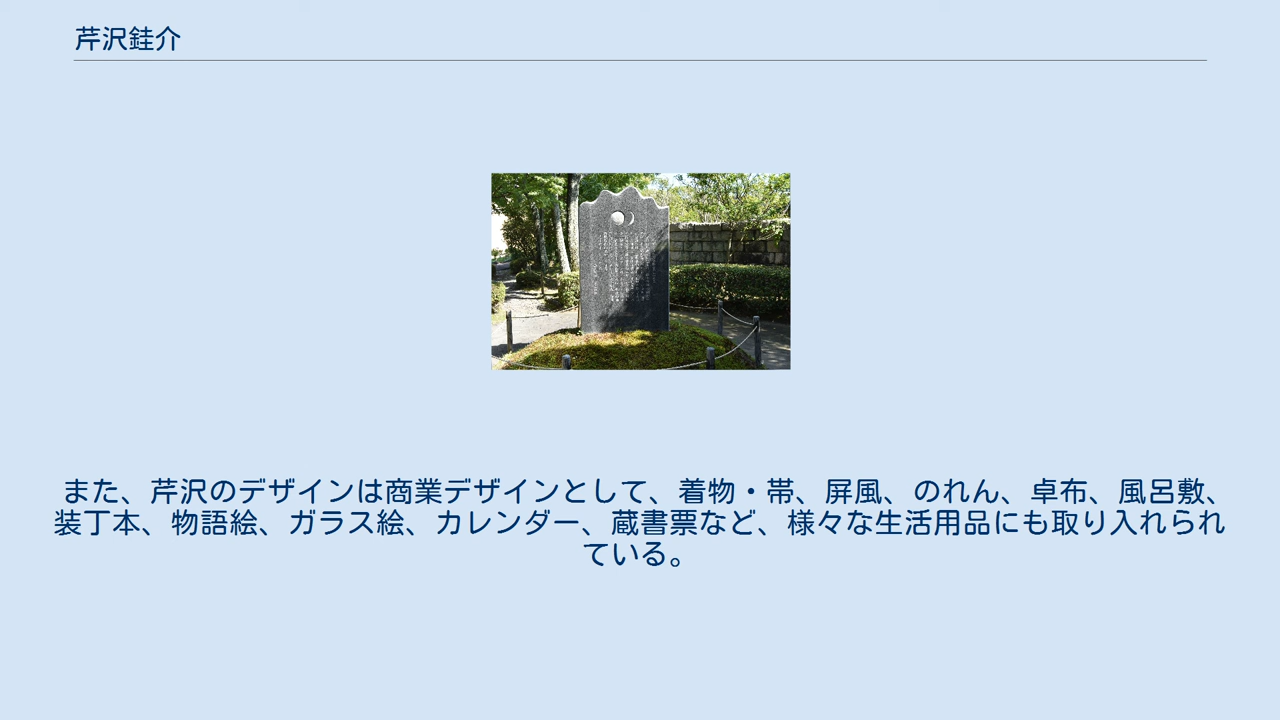 芹沢銈介
また、芹沢のデザインは商業デザインとして、着物・帯、屏風、のれん、卓布、風呂敷、
装丁本、物語絵、ガラス絵、カレンダー、蔵書票など、様々な生活用品にも取り入れられ
ている。